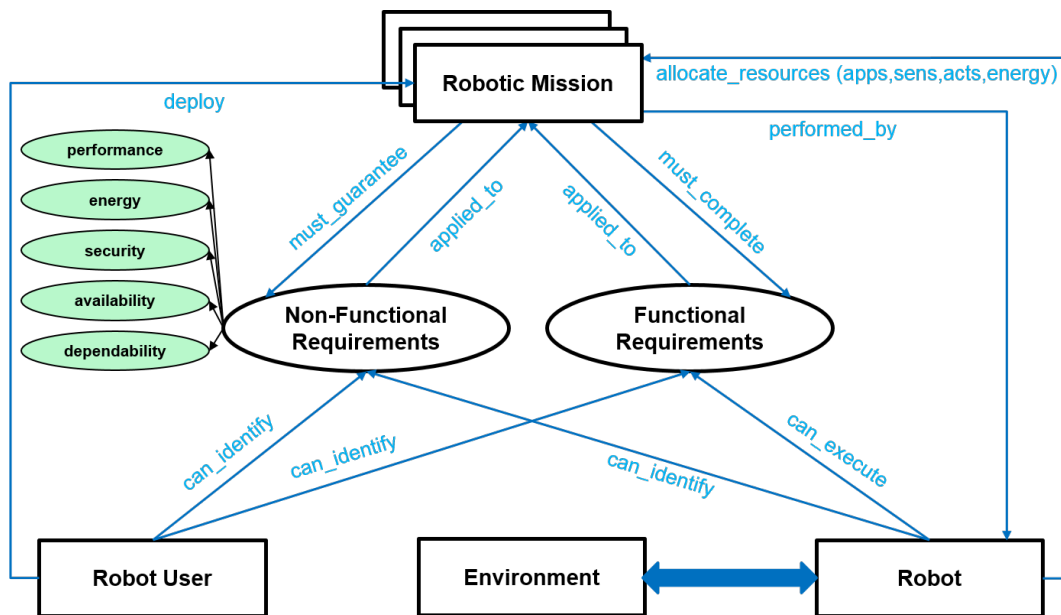 Robotic Mission
allocate_resources (apps,sens,acts,energy)
deploy
performed_by
performance
energy
security
availability
dependability
must_guarantee
applied_to
applied_to
must_complete
Non-Functional
Requirements
Functional
Requirements
can_identify
can_identify
can_identify
can_execute
Robot User
Environment
Robot